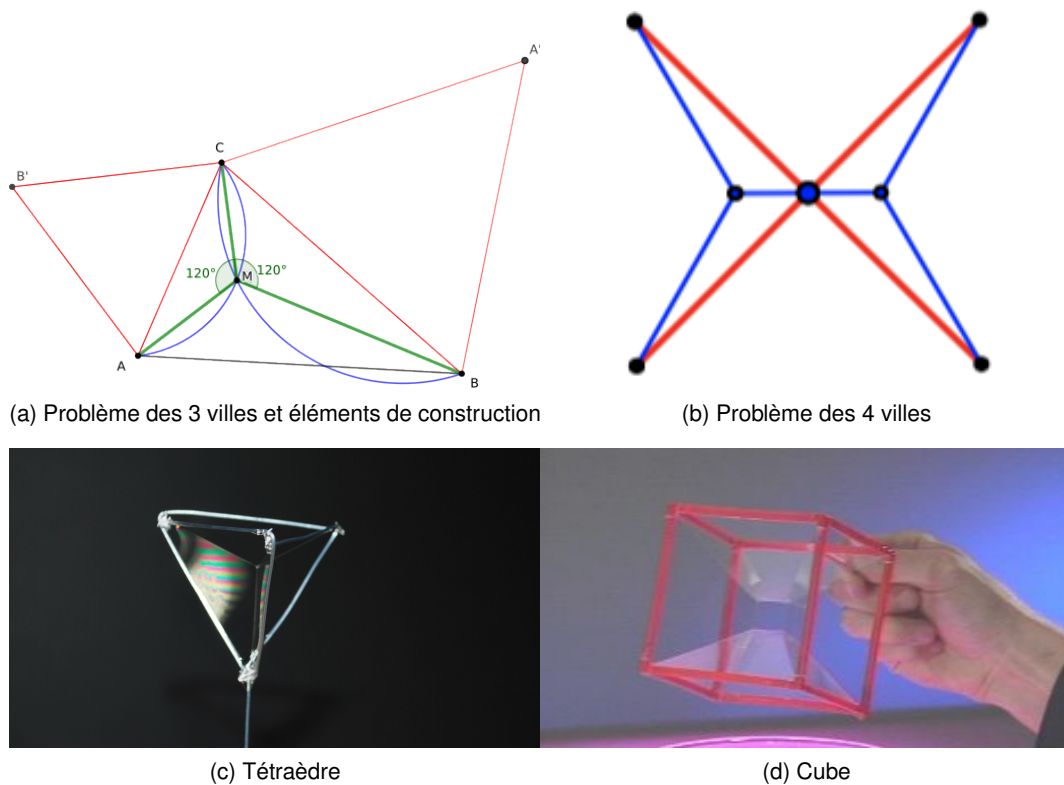 A'
C
B'
120° 120°
M
A
B
(a) Problème des 3 villes et éléments de construction
(b) Problème des 4 villes
(c) Tétraèdre
(d) Cube